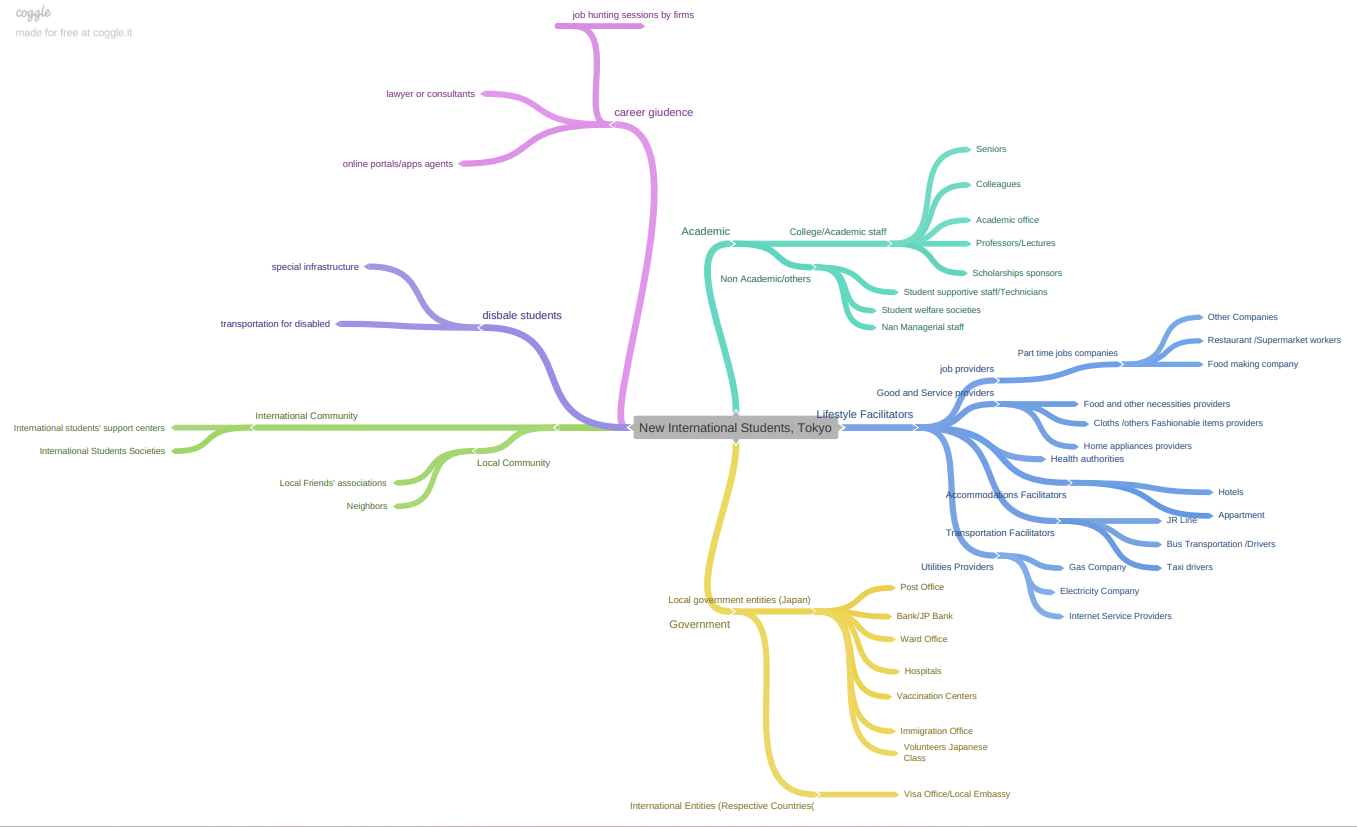 coggle
made for free at coggle.it
job hunting sessions by firms
lawyer or consultants
career giudence
online portals/apps agents
special infrastructure
transportation for disabled
disbale students
International Community
International students' support centers
International Students Societies
Local Community
Local Friends' associations
Neighbors
New International Students, Tokyo
Academic
College/Academic staff
Seniors
Colleagues
Academic office
Professors/Lectures
Scholarships sponsors
Non Academic/others
Student supportive staff/Technicians
Student welfare societies
Nan Managerial staff
Lifestyle Facilitators
job providers
Part time jobs companies
Other Companies
Restaurant /Supermarket workers
Food making company
Good and Service providers
Food and other necessities providers
Cloths /others Fashionable items providers
Home appliances providers
Health authorities
Accommodations Facilitators
Hotels
Appartment
Transportation Facilitators
JR Line
Bus Transportation /Drivers
Taxi drivers
Utilities Providers
Gas Company
Electricity Company
Internet Service Providers
Government
Local government entities (Japan)
Post Office
Bank/JP Bank
Ward Office
Hospitals
Vaccination Centers
Immigration Office
Volunteers Japanese
Class
International Entities (Respective Countries(
Visa Office/Local Embassy